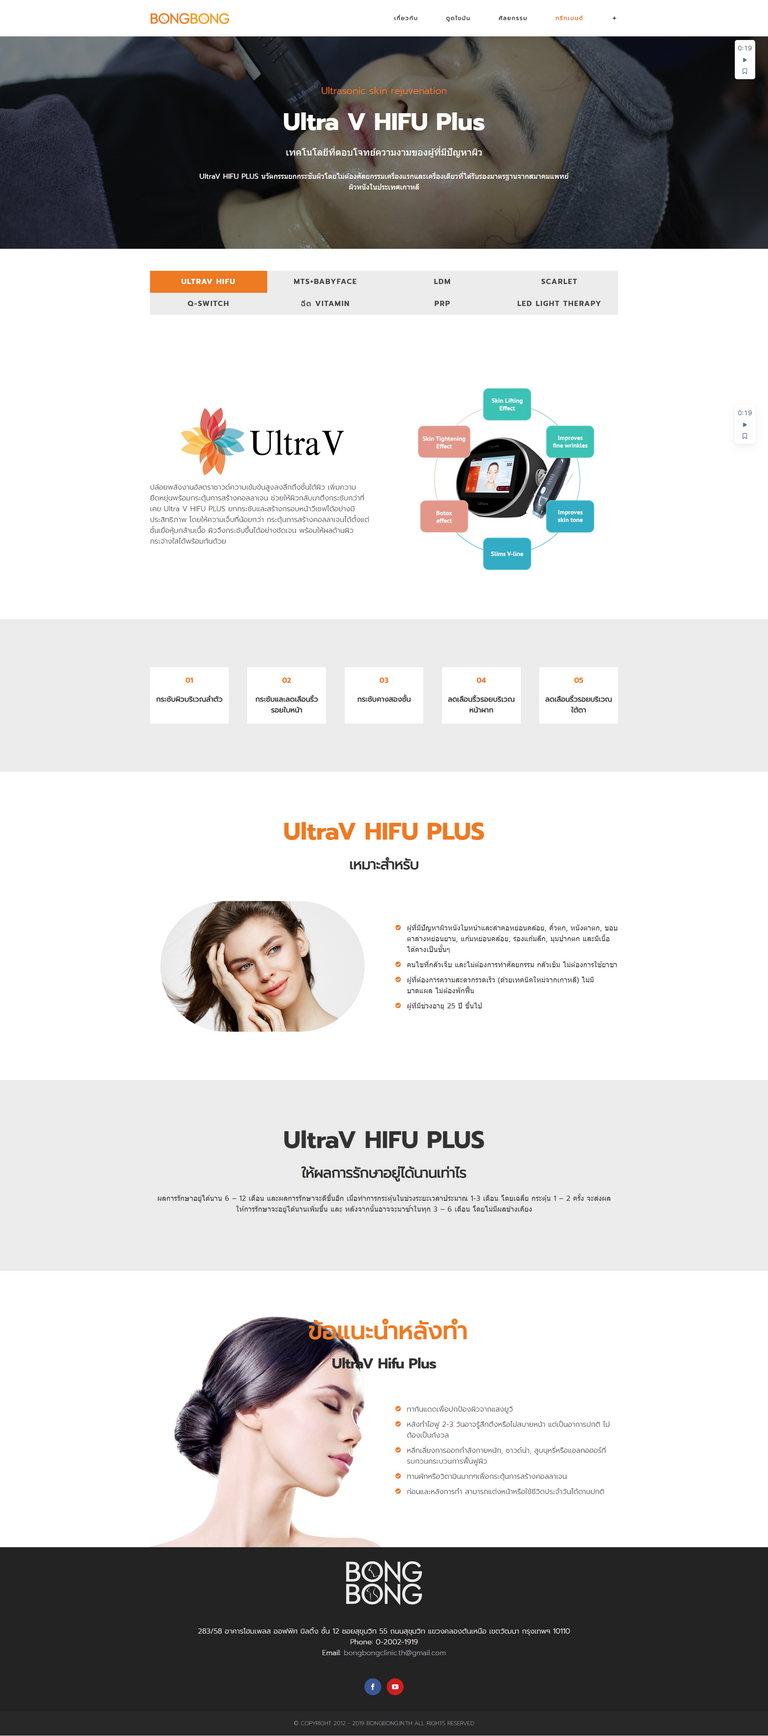 BONGBONG
เกี่ยวกับ
ดูดไขมัน
ศัลยกรรม
ทรีทเมนต์
+
0:19
Ultrasonic skin rejuvenation
Ultra V HIFU Plus
เทคโนโลยีที่ตอบโจทย์ความงามของผู้ที่มีปัญหาผิว
UltraV HIFU PLUS นวัตกรรมยกกระชับผิวโดยไม่ต้องศัลยกรรมเครื่องแรกและเครื่องเดียวที่ได้รับรองมาตรฐานจากสมาคมแพทย์
ผิวหนังในประเทศเกาหลี
ULTRAV HIFU
MTS+BABYFACE
LDM
SCARLET
Q-SWITCH
ฉีด VITAMIN
PRP
LED LIGHT THERAPY
UltraV
ปล่อยพลังงานอัลตราซาวด์ความเข้มข้นสูงลงลึกถึงชั้นใต้ผิว เพิ่มความ
ยืดหยุ่นพร้อมกระตุ้นการสร้างคอลลาเจน ช่วยให้ผิวกลับมาตึงกระชับกว่าที่
เคย Ultra V HIFU PLUS ยกกระชับและสร้างกรอบหน้าวีเชฟได้อย่างมี
ประสิทธิภาพ โดยให้ความเจ็บที่น้อยกว่า กระตุ้นการสร้างคอลลาเจนได้ตั้งแต่
ชั้นเยื่อหุ้มกล้ามเนื้อ ผิวจึงกระชับขึ้นได้อย่างชัดเจน พร้อมให้ผลด้านผิว
กระจ่างใสได้พร้อมกันด้วย
Skin Lifting
Effect
Skin Tightening
Effect
Improves
fine wrinkles
Botox
effect
Improves
skin tone
Slims V-line
0:19
01
กระชับผิวบริเวณลำตัว
02
กระชับและลดเลือนริ้ว
รอยใบหน้า
03
กระชับคางสองชั้น
04
ลดเลือนริ้วรอยบริเวณ
หน้าผาก
05
ลดเลือนริ้วรอยบริเวณ
ใต้ตา
UltraV HIFU PLUS
เหมาะสำหรับ
ผู้ที่มีปัญหาผิวหนังใบหน้าและลำคอหย่อนคล้อย, คิ้วตก, หนังตาตก, ขอบ
ตาล่างหย่อนยาน, แก้มหย่อนคล้อย, ร่องแก้มลึก, มุมปากตก และมีเนื้อ
ใต้คางเป็นชั้นๆ
คนไข้ที่กลัวเจ็บ และไม่ต้องการทำศัลยกรรม กลัวเข็ม ไม่ต้องการใช้ยาชา
ผู้ที่ต้องการความสะดวกรวดเร็ว (ด้วยเทคนิคใหม่จากเกาหลี) ไม่มี
บาดแผล ไม่ต้องพักฟื้น
ผู้ที่มีช่วงอายุ 25 ปี ขึ้นไป
UltraV HIFU PLUS
ให้ผลการรักษาอยู่ได้นานเท่าไร
ผลการรักษาอยู่ได้นาน 6 – 12 เดือน และผลการรักษาจะดีขึ้นอีก เมื่อทำการกระตุ้นในช่วงระยะเวลาประมาณ 1-3 เดือน โดยเฉลี่ย กระตุ้น 1 – 2 ครั้ง จะส่งผล
ให้การรักษาจะอยู่ได้นานเพิ่มขึ้น และ หลังจากนั้นอาจจะมาซ้ำในทุก 3 – 6 เดือน โดยไม่มีผลข้างเคียง
ข้อแนะนำหลังทำ
UltraV Hifu Plus
ทากันแดดเพื่อปกป้องผิวจากแสงยูวี
หลังทำไฮฟู 2-3 วันอาจรู้สึกตึงหรือไม่สบายหน้า แต่เป็นอาการปกติ ไม่
ต้องเป็นกังวล
หลีกเลี่ยงการออกกำลังกายหนัก, ซาวด์น่า, สูบบุหรี่หรือแอลกอฮอร์ที่
รบกวนกระบวนการฟื้นฟูผิว
ทานผักหรือวิตามินมากๆเพื่อกระตุ้นการสร้างคอลลาเจน
ก่อนและหลังการทำ สามารถแต่งหน้าหรือใช้ชีวิตประจำวันได้ตามปกติ
BONG
BONG
283/58 อาคารโฮมเพลส ออฟฟิศ บิลดิ้ง ชั้น 12 ซอยสุขุมวิท 55 ถนนสุขุมวิท แขวงคลองตันเหนือ เขตวัฒนา กรุงเทพฯ 10110
Phone: 0-2002-1919
Email: bongbongclinic.th@gmail.com
© COPYRIGHT 2012 - 2019 BONGBONG.IN.TH ALL RIGHTS RESERVED